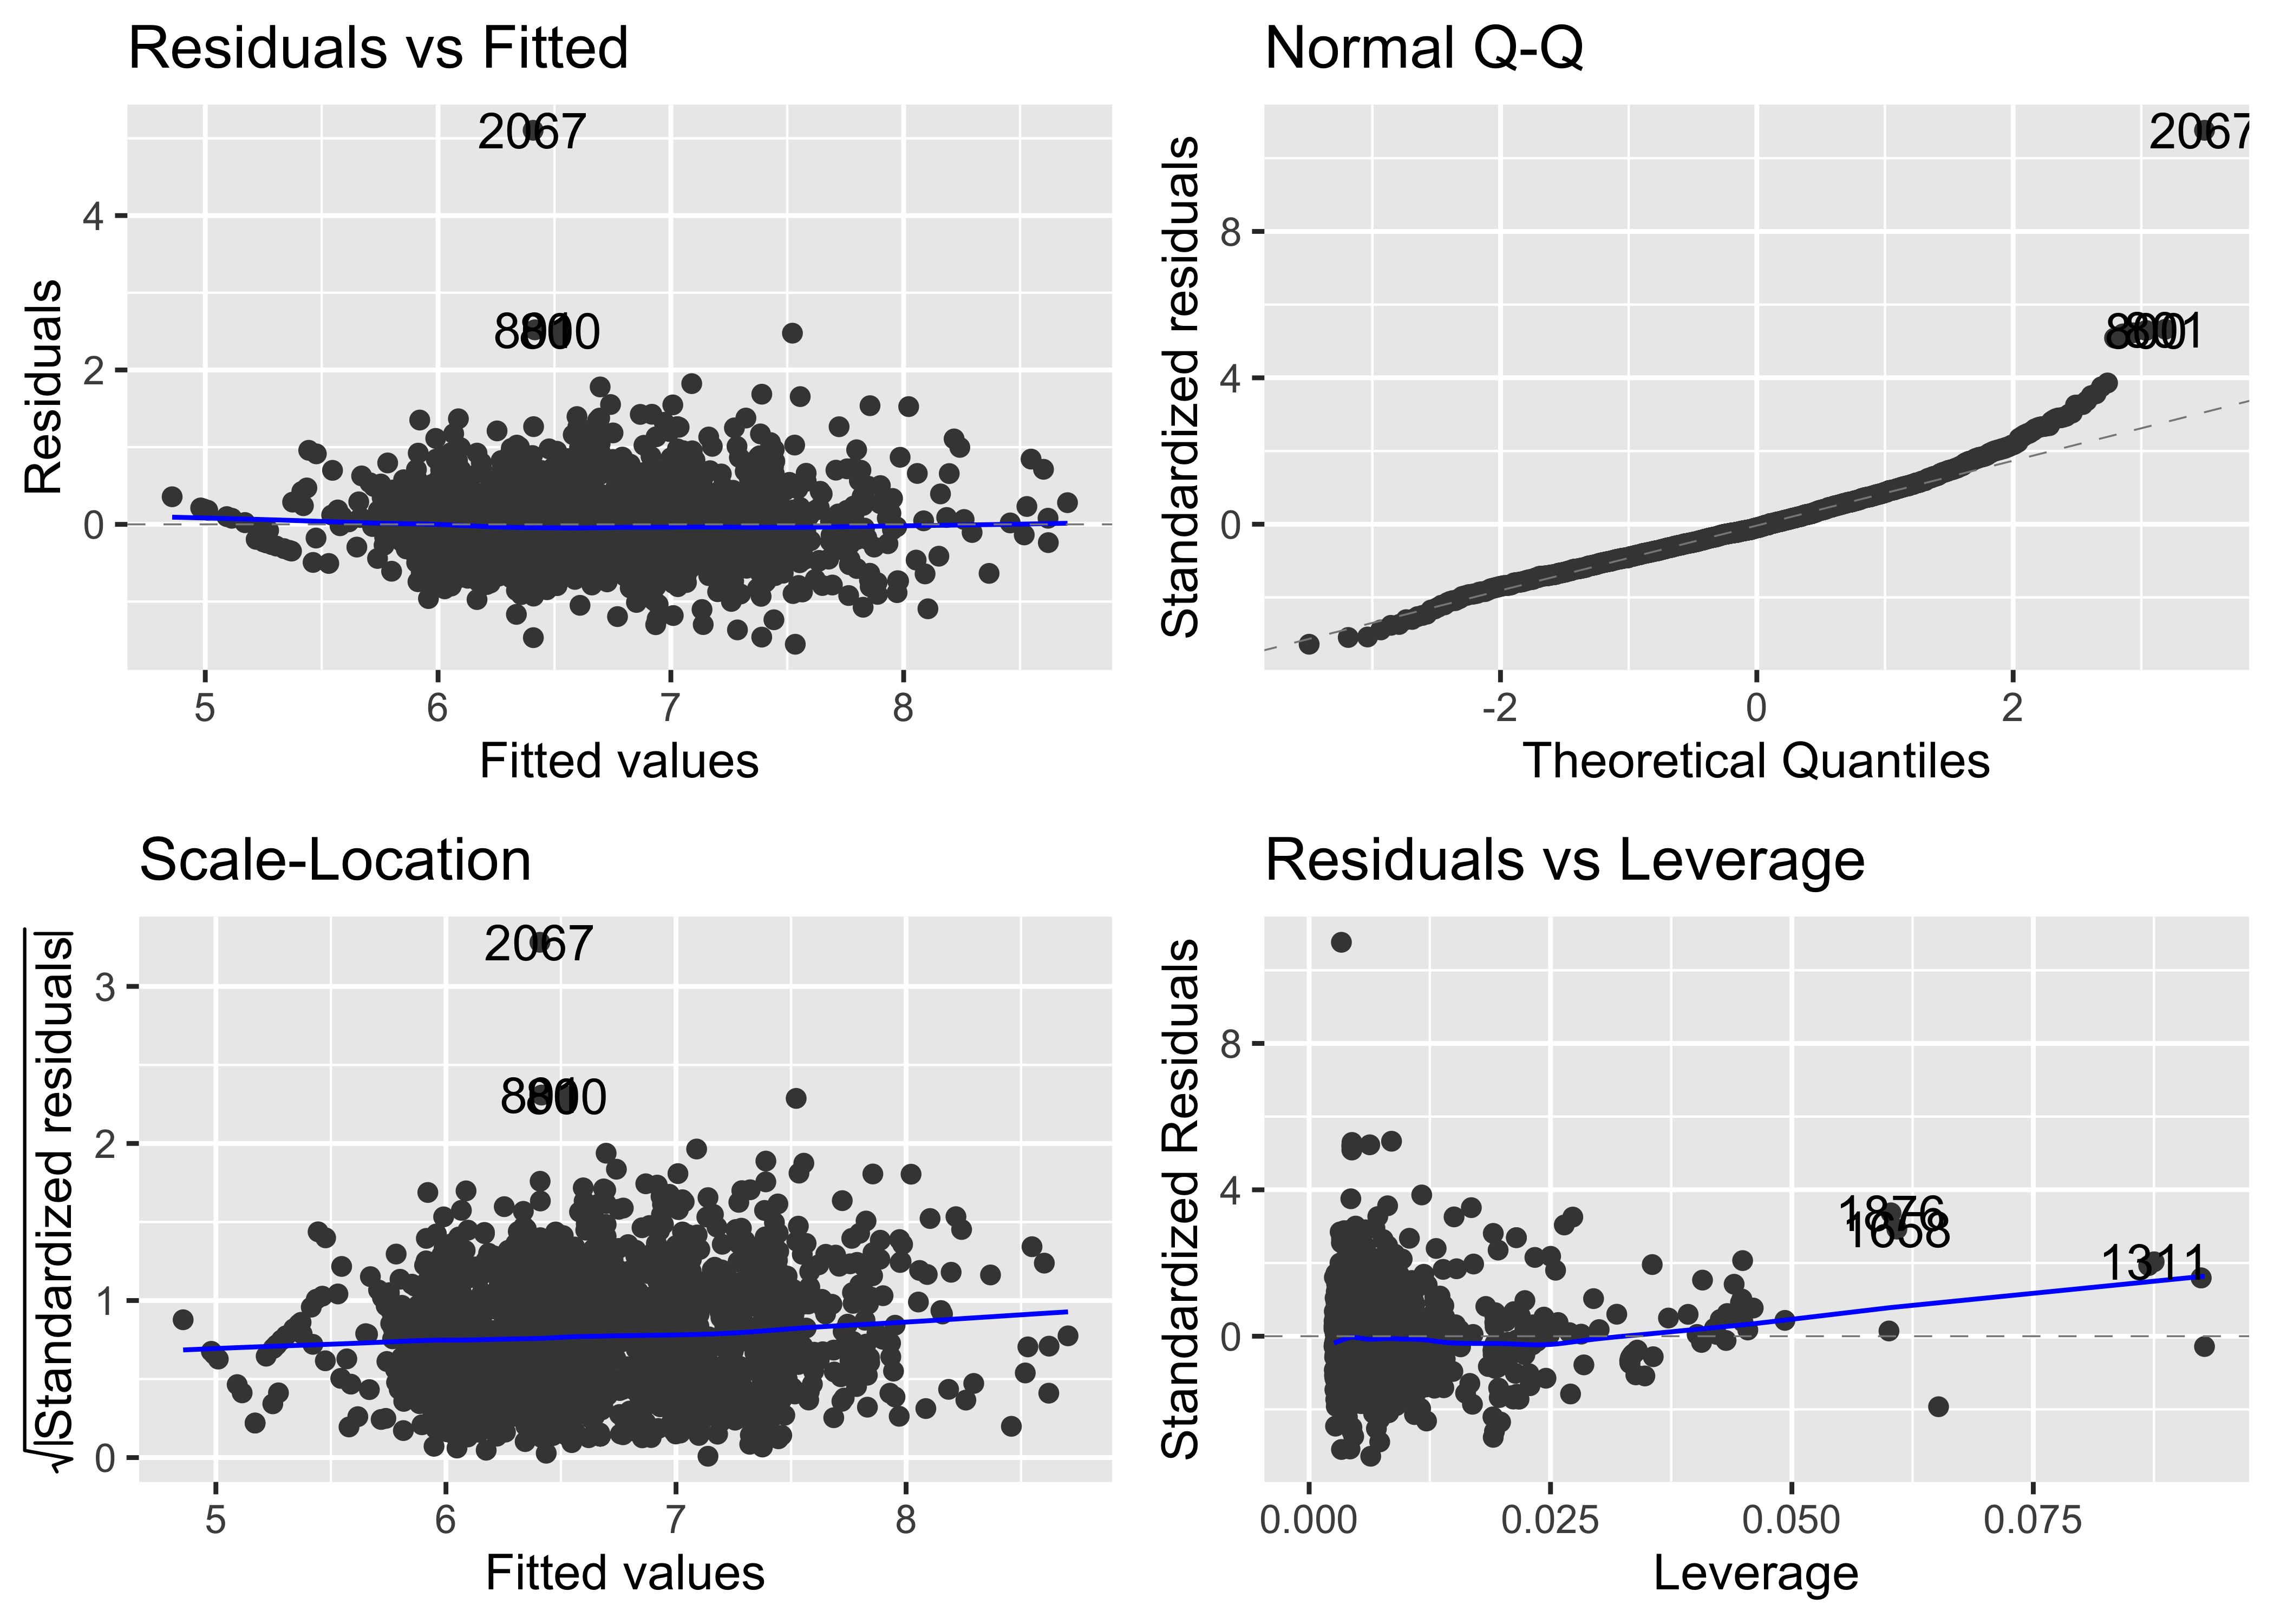 Residuals vs Fitted
2067
4
2
0
Residuals
5 6 7 8
Fitted values
Normal Q-Q
2067
8
4
0
Standardized residuals
-2 0 2
Theoretical Quantiles
Scale-Location
2067
3
2
1
0
√|Standardized residuals|
5 6 7 8
Fitted values
Residuals vs Leverage
8
4
0
1876
1658
1311
Standardized Residuals
0.000 0.025 0.050 0.075
Leverage